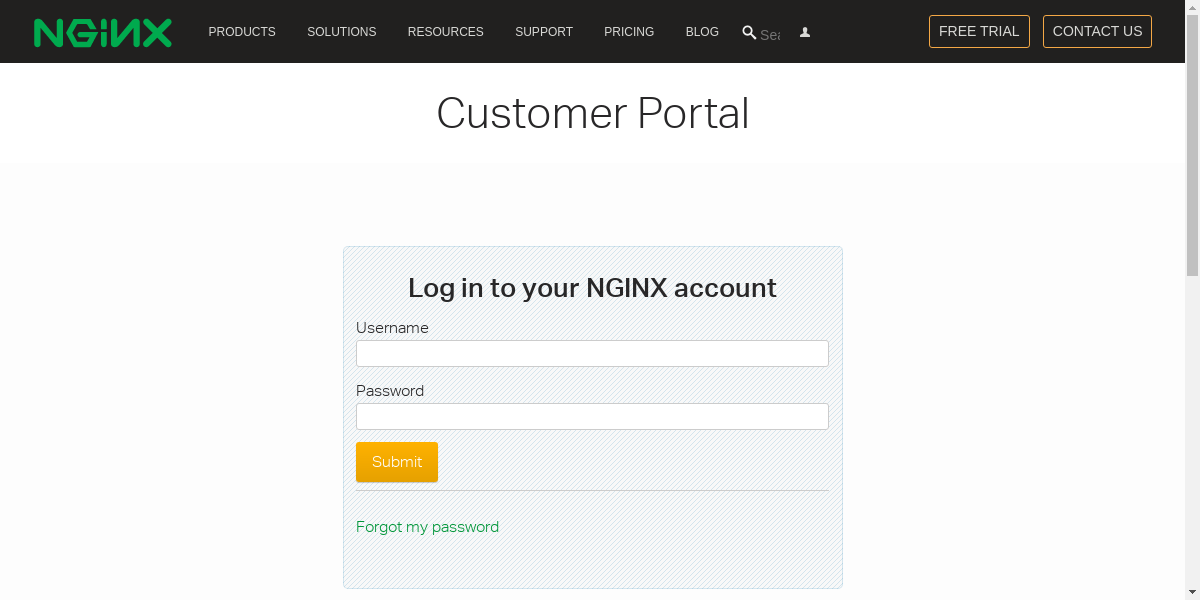 NGINX
PRODUCTS
SOLUTIONS
RESOURCES
SUPPORT
PRICING
BLOG
FREE TRIAL
CONTACT US
Customer Portal
Log in to your NGINX account
Username
Password
Submit
Forgot my password